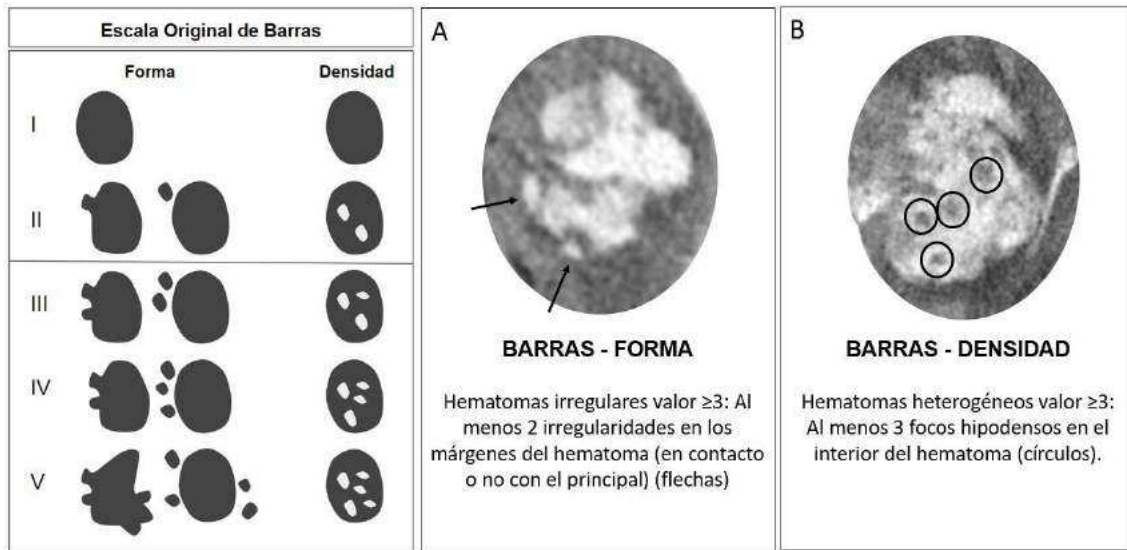 Escala Original de Barras
Forma Densidad
I
II
III
IV
V
A
BARRAS - FORMA
Hematomas irregulares valor ≥3: Al
menos 2 irregularidades en los
márgenes del hematoma (en contacto
o no con el principal) (flechas)
B
BARRAS - DENSIDAD
Hematomas heterogéneos valor ≥3:
Al menos 3 focos hipodensos en el
interior del hematoma (círculos).